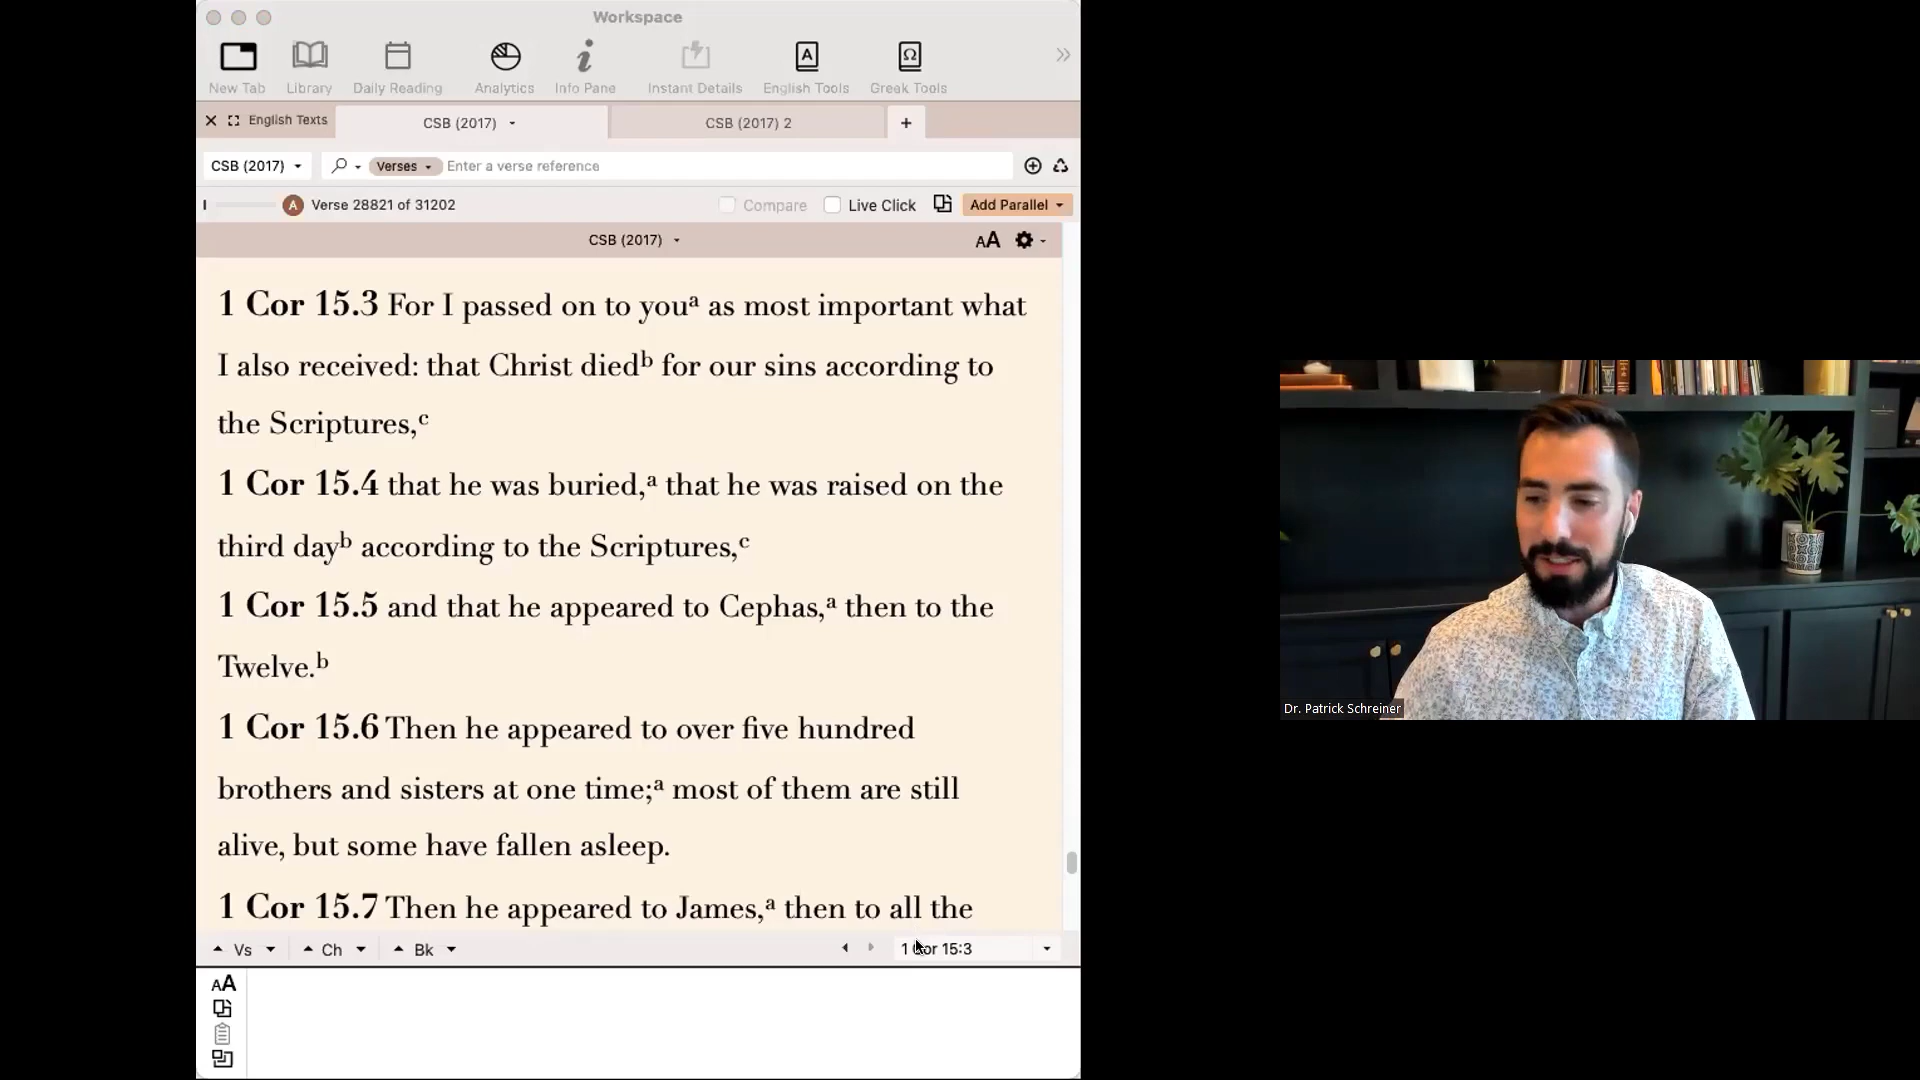 Workspace
New Tab Library Daily Reading Analytics Info Pane Instant Details English Tools Greek Tools
English Texts CSB (2017) CSB (2017) 2
CSB (2017) Verses Enter a verse reference
A Verse 28821 of 31202 Compare Live Click Add Parallel
CSB (2017) AA
1 Cor 15.3 For I passed on to youᵃ as most important what
I also received: that Christ diedᵇ for our sins according to
the Scriptures,ᶜ
1 Cor 15.4 that he was buried,ᵃ that he was raised on the
third dayᵇ according to the Scriptures,ᶜ
1 Cor 15.5 and that he appeared to Cephas,ᵃ then to the
Twelve.ᵇ
1 Cor 15.6 Then he appeared to over five hundred
brothers and sisters at one time;ᵃ most of them are still
alive, but some have fallen asleep.
1 Cor 15.7 Then he appeared to James,ᵃ then to all the
Vs Ch Bk 1 Cor 15:3
AA
Dr. Patrick Schreiner